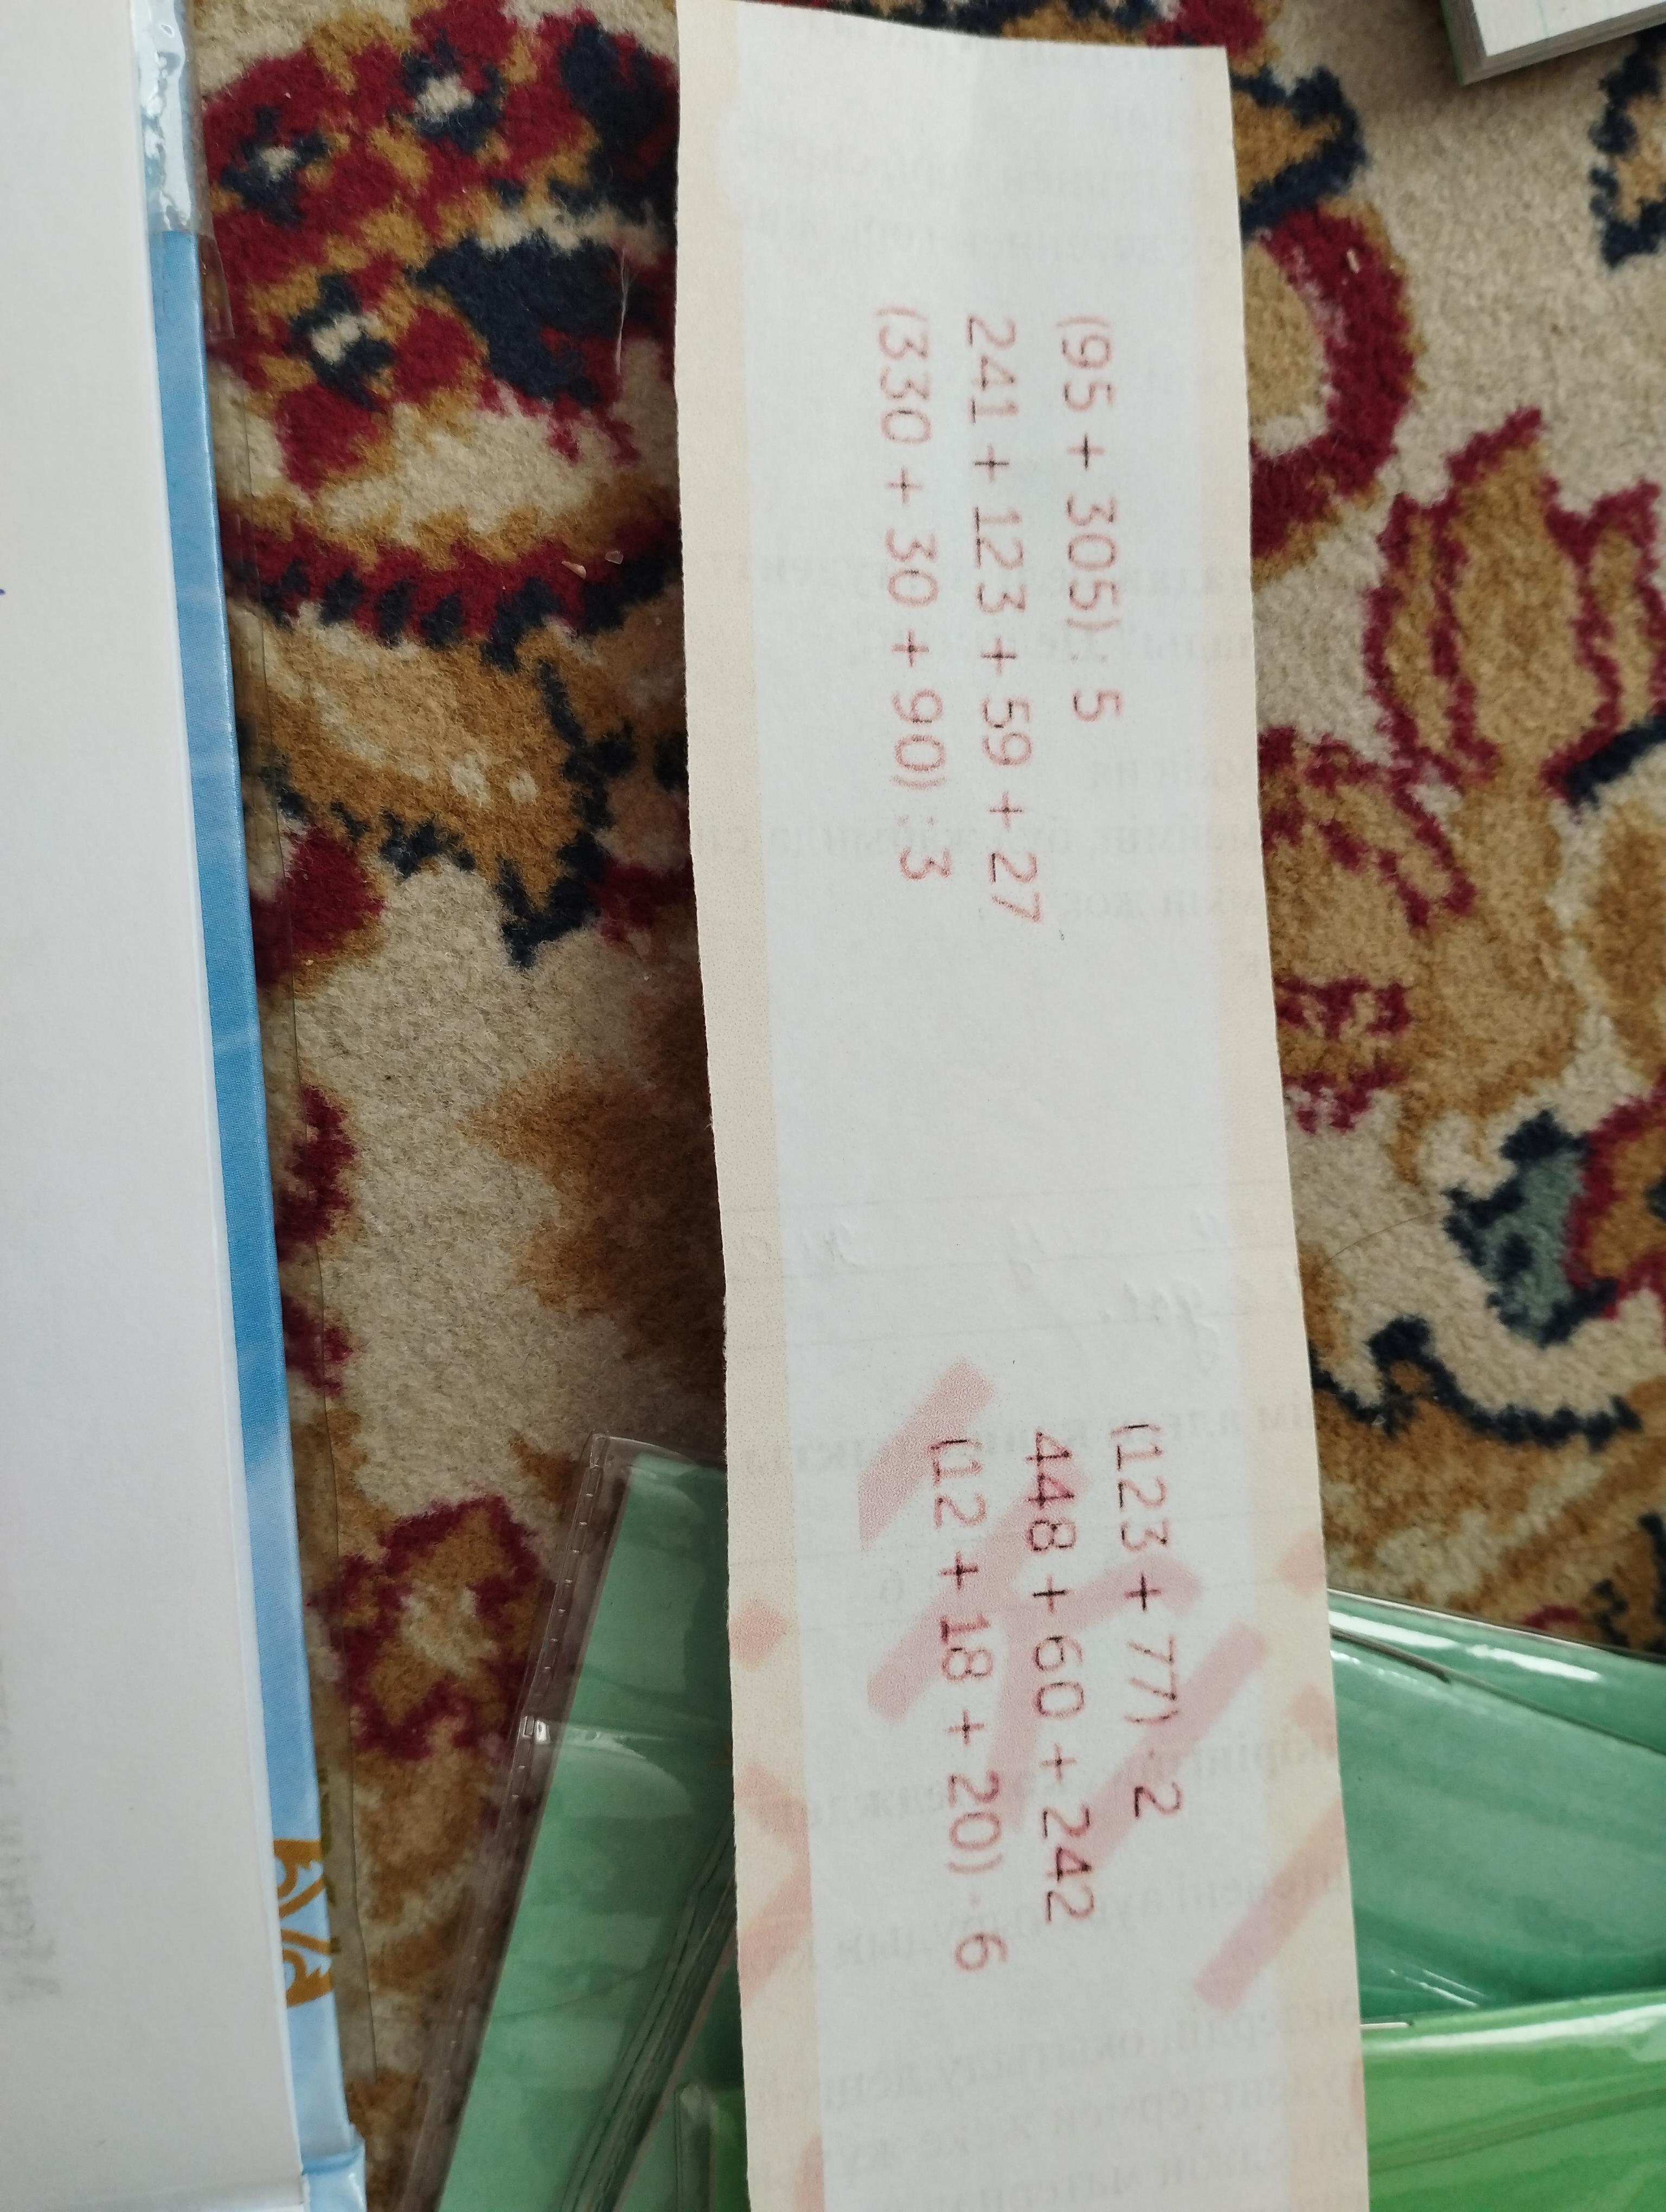 (95 + 305) : 5
241 + 123 + 59 + 27
(330 + 30 + 90) : 3
(123 + 77) · 2
448 + 60 + 242
(12 + 18 + 20) · 6